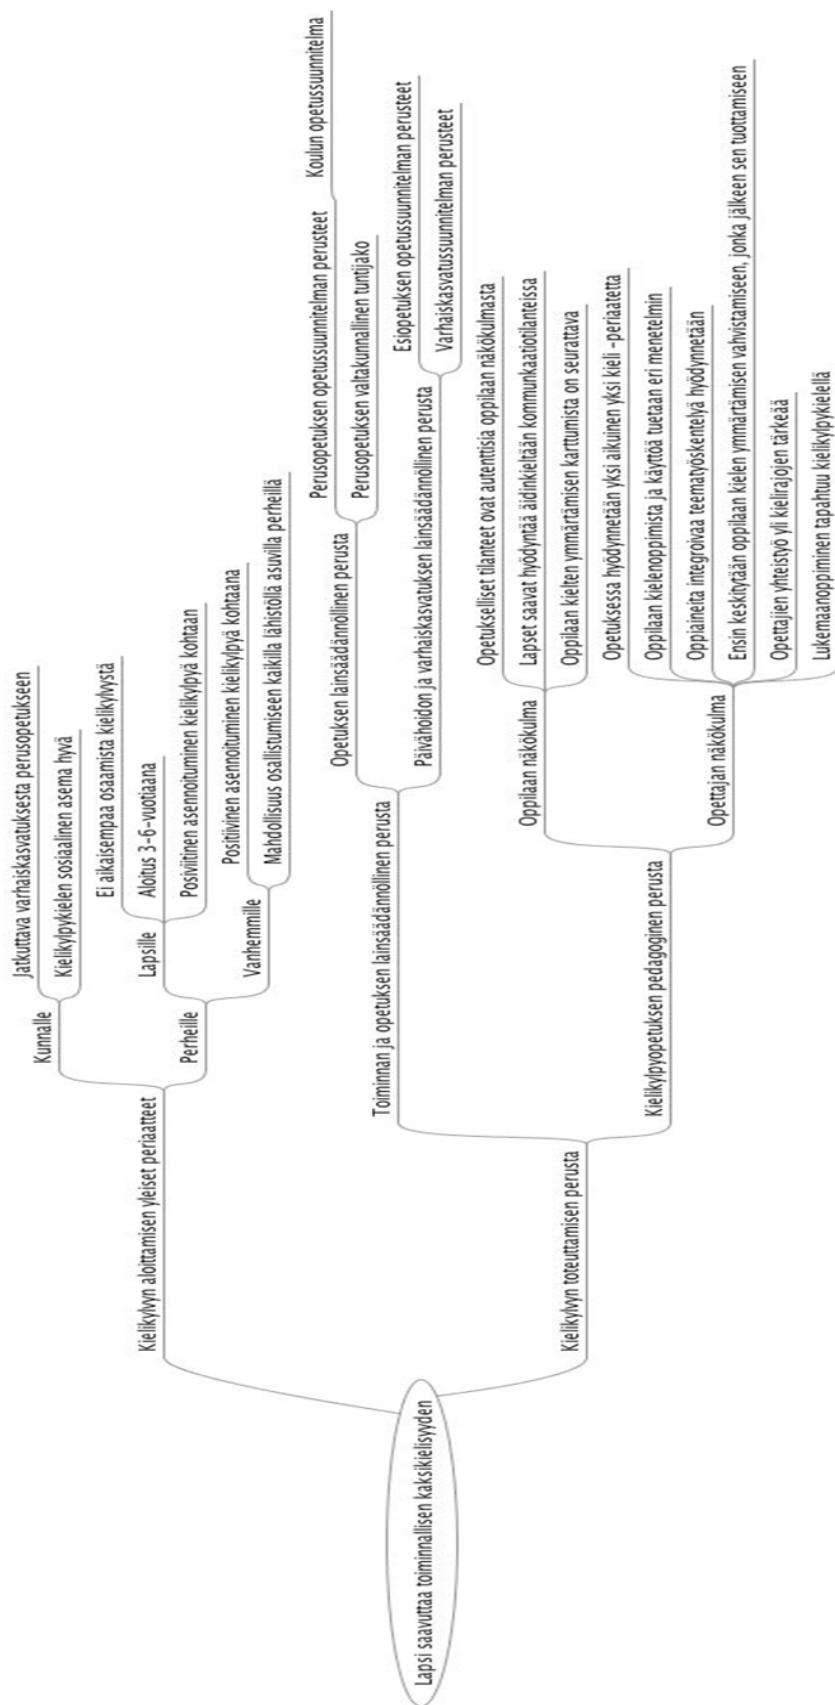 Lapsi saavuttaa toiminnallisen kaksikielisyyden
Kielikylvyn aloittamisen yleiset periaatteet
Kunnalle
Jatkuttava varhaiskasvatuksesta perusopetukseen
Kielikylpykielen sosiaalinen asema hyvä
Perheille
Lapsille
Ei aikaisempaa osaamista kielikylvystä
Aloitus 3-6-vuotiaana
Posiviitinen asennoituminen kielikylpyä kohtaan
Vanhemmille
Positiivinen asennoituminen kielikylpyä kohtaana
Mahdollisuus osallistumiseen kaikilla lähistöllä asuvilla perheillä
Kielikylvyn toteuttamisen perusta
Toiminnan ja opetuksen lainsäädännöllinen perusta
Opetuksen lainsäädännöllinen perusta
Perusopetuksen opetussuunnitelman perusteet
Koulun opetussuunnitelma
Perusopetuksen valtakunnallinen tuntijako
Päivähoidon ja varhaiskasvatuksen lainsäädännöllinen perusta
Esiopetuksen opetussuunnitelman perusteet
Varhaiskasvatussuunnitelman perusteet
Kielikylpyopetuksen pedagoginen perusta
Oppilaan näkökulma
Opetukselliset tilanteet ovat autenttisia oppilaan näkökulmasta
Lapset saavat hyödyntää äidinkieltään kommunkaatiotilanteissa
Oppilaan kielten ymmärtämisen karttumista on seurattava
Opettajan näkökulma
Opetuksessa hyödynnetään yksi aikuinen yksi kieli -periaatetta
Oppilaan kielenoppimista ja käyttöä tuetaan eri menetelmin
Oppiaineita integroivaa teematyöskentelyä hyödynnetään
Ensin keskitytään oppilaan kielen ymmärtämisen vahvistamiseen, jonka jälkeen sen tuottamiseen
Opettajien yhteistyö yli kielirajojen tärkeää
Lukemaanoppiminen tapahtuu kielikylpykielellä